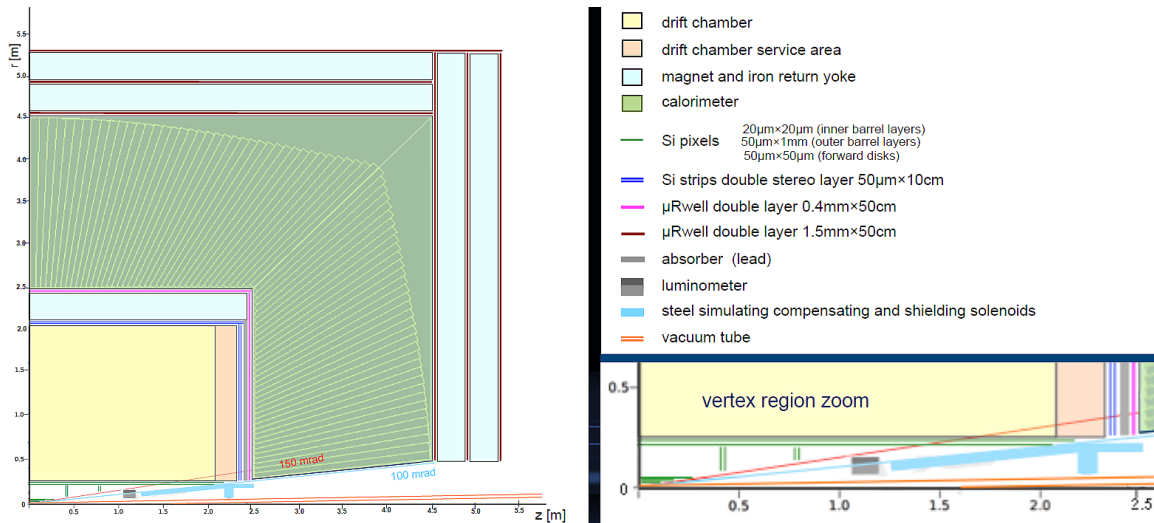 r [m]
5.5
5.0
4.5
4.0
3.5
3.0
2.5
2.0
1.5
1.0
0.5
0
150 mrad
100 mrad
0.5 1.0 1.5 2.0 2.5 3.0 3.5 4.0 4.5 5.0 5.5
z [m]
drift chamber
drift chamber service area
magnet and iron return yoke
calorimeter
Si pixels
20µm×20µm (inner barrel layers)
50µm×1mm (outer barrel layers)
50µm×50µm (forward disks)
Si strips double stereo layer 50µm×10cm
µRwell double layer 0.4mm×50cm
µRwell double layer 1.5mm×50cm
absorber (lead)
luminometer
steel simulating compensating and shielding solenoids
vacuum tube
0.5
vertex region zoom
0
0.5 1.0 1.5 2.0 2.5